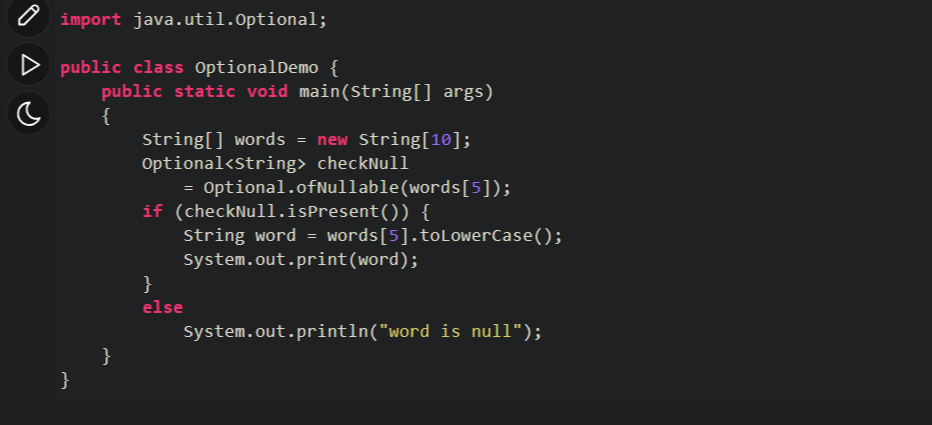 import java.util.Optional;

public class OptionalDemo {
    public static void main(String[] args)
    {
        String[] words = new String[10];
        Optional<String> checkNull
            = Optional.ofNullable(words[5]);
        if (checkNull.isPresent()) {
            String word = words[5].toLowerCase();
            System.out.print(word);
        }
        else
            System.out.println("word is null");
    }
}